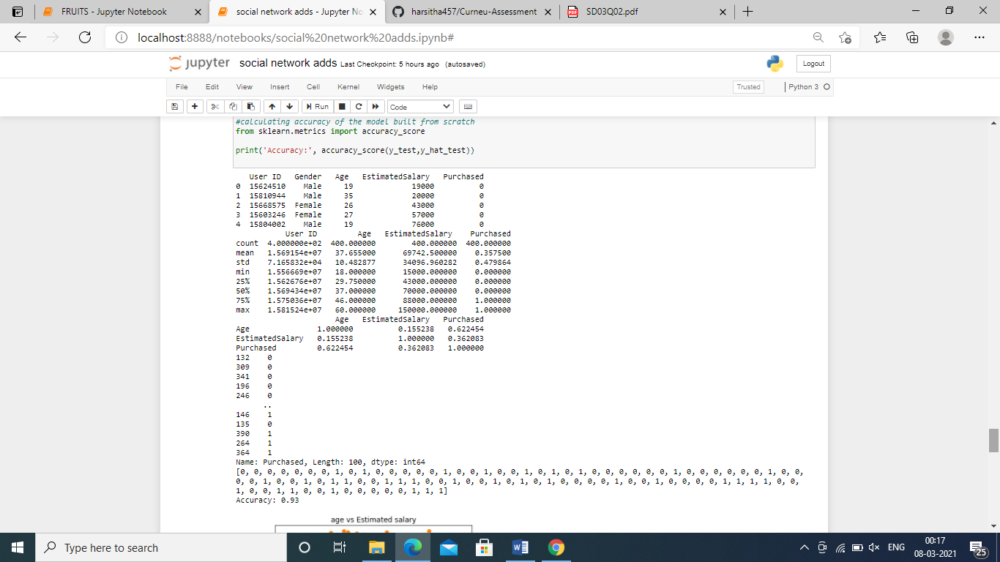 FRUITS - Jupyter Notebook
social network adds - Jupyter No
harsitha457/Curneu-Assessment
PDF
SD03Q02.pdf
localhost:8888/notebooks/social%20network%20adds.ipynb#
jupyter social network adds Last Checkpoint: 5 hours ago (autosaved)
Logout
File Edit View Insert Cell Kernel Widgets Help
Trusted
Python 3
Run
Code
#calculating accuracy of the model built from scratch
from sklearn.metrics import accuracy_score
print('Accuracy:', accuracy_score(y_test,y_hat_test))
User ID Gender Age EstimatedSalary Purchased
0 15624510 Male 19 19000 0
1 15810944 Male 35 20000 0
2 15668575 Female 26 43000 0
3 15603246 Female 27 57000 0
4 15804002 Male 19 76000 0
User ID Age EstimatedSalary Purchased
count 4.000000e+02 400.000000 400.000000 400.000000
mean 1.569154e+07 37.655000 69742.500000 0.357500
std 7.165832e+04 10.482877 34096.960282 0.479864
min 1.556669e+07 18.000000 15000.000000 0.000000
25% 1.562676e+07 29.750000 43000.000000 0.000000
50% 1.569434e+07 37.000000 70000.000000 0.000000
75% 1.575036e+07 46.000000 88000.000000 1.000000
max 1.581524e+07 60.000000 150000.000000 1.000000
Age EstimatedSalary Purchased
Age 1.000000 0.155238 0.622454
EstimatedSalary 0.155238 1.000000 0.362083
Purchased 0.622454 0.362083 1.000000
132 0
309 0
341 0
196 0
246 0
..
146 1
135 0
390 1
264 1
364 1
Name: Purchased, Length: 100, dtype: int64
[0, 0, 0, 0, 0, 0, 0, 1, 0, 1, 0, 0, 0, 0, 0, 1, 0, 0, 1, 0, 0, 1, 0, 1, 0, 1, 0, 0, 0, 0, 0, 0, 1, 0, 0, 0, 0, 0, 0, 1, 0, 0,
0, 0, 1, 0, 0, 1, 0, 1, 1, 0, 0, 1, 1, 1, 0, 0, 1, 0, 0, 1, 0, 1, 0, 1, 0, 0, 0, 0, 1, 0, 0, 1, 0, 0, 0, 0, 1, 1, 1, 1, 0, 0,
1, 0, 0, 1, 1, 0, 0, 1, 0, 0, 0, 0, 0, 1, 1, 1]
Accuracy: 0.93
age vs Estimated salary
Type here to search
ENG
00:17
08-03-2021
25